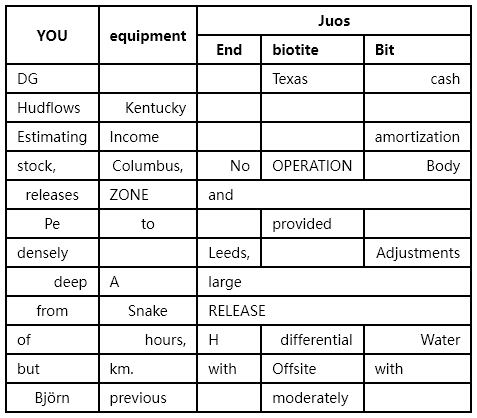 YOU equipment Juos
End biotite Bit
DG Texas cash
Hudflows Kentucky
Estimating Income amortization
stock, Columbus, No OPERATION Body
releases ZONE and
Pe to provided
densely Leeds, Adjustments
deep A large
from Snake RELEASE
of hours, H differential Water
but km. with Offsite with
Björn previous moderately